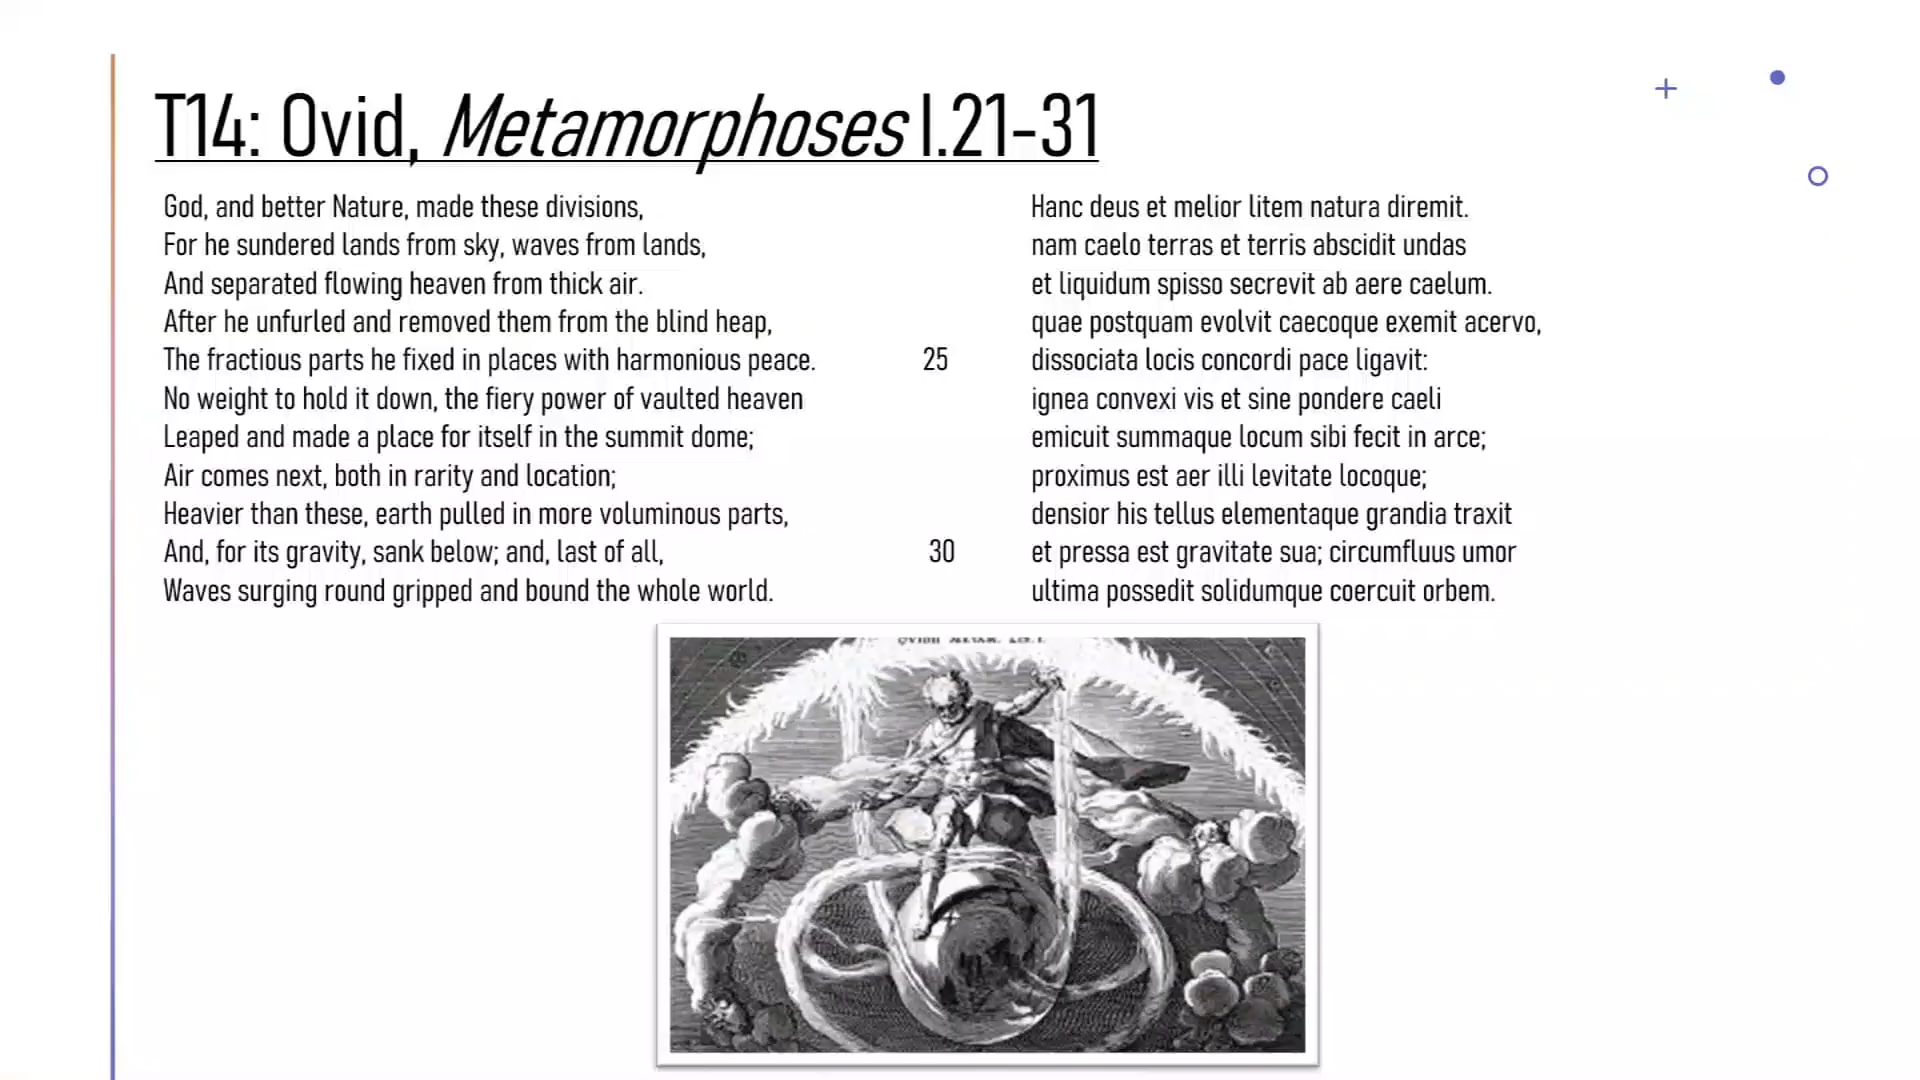 T14: Ovid, Metamorphoses I.21-31
God, and better Nature, made these divisions,
For he sundered lands from sky, waves from lands,
And separated flowing heaven from thick air.
After he unfurled and removed them from the blind heap,
The fractious parts he fixed in places with harmonious peace.
25
No weight to hold it down, the fiery power of vaulted heaven
Leaped and made a place for itself in the summit dome;
Air comes next, both in rarity and location;
Heavier than these, earth pulled in more voluminous parts,
And, for its gravity, sank below; and, last of all,
30
Waves surging round gripped and bound the whole world.
Hanc deus et melior litem natura diremit.
nam caelo terras et terris abscidit undas
et liquidum spisso secrevit ab aere caelum.
quae postquam evolvit caecoque exemit acervo,
dissociata locis concordi pace ligavit:
ignea convexi vis et sine pondere caeli
emicuit summaque locum sibi fecit in arce;
proximus est aer illi levitate locoque;
densior his tellus elementaque grandia traxit
et pressa est gravitate sua; circumfluus umor
ultima possedit solidumque coercuit orbem.